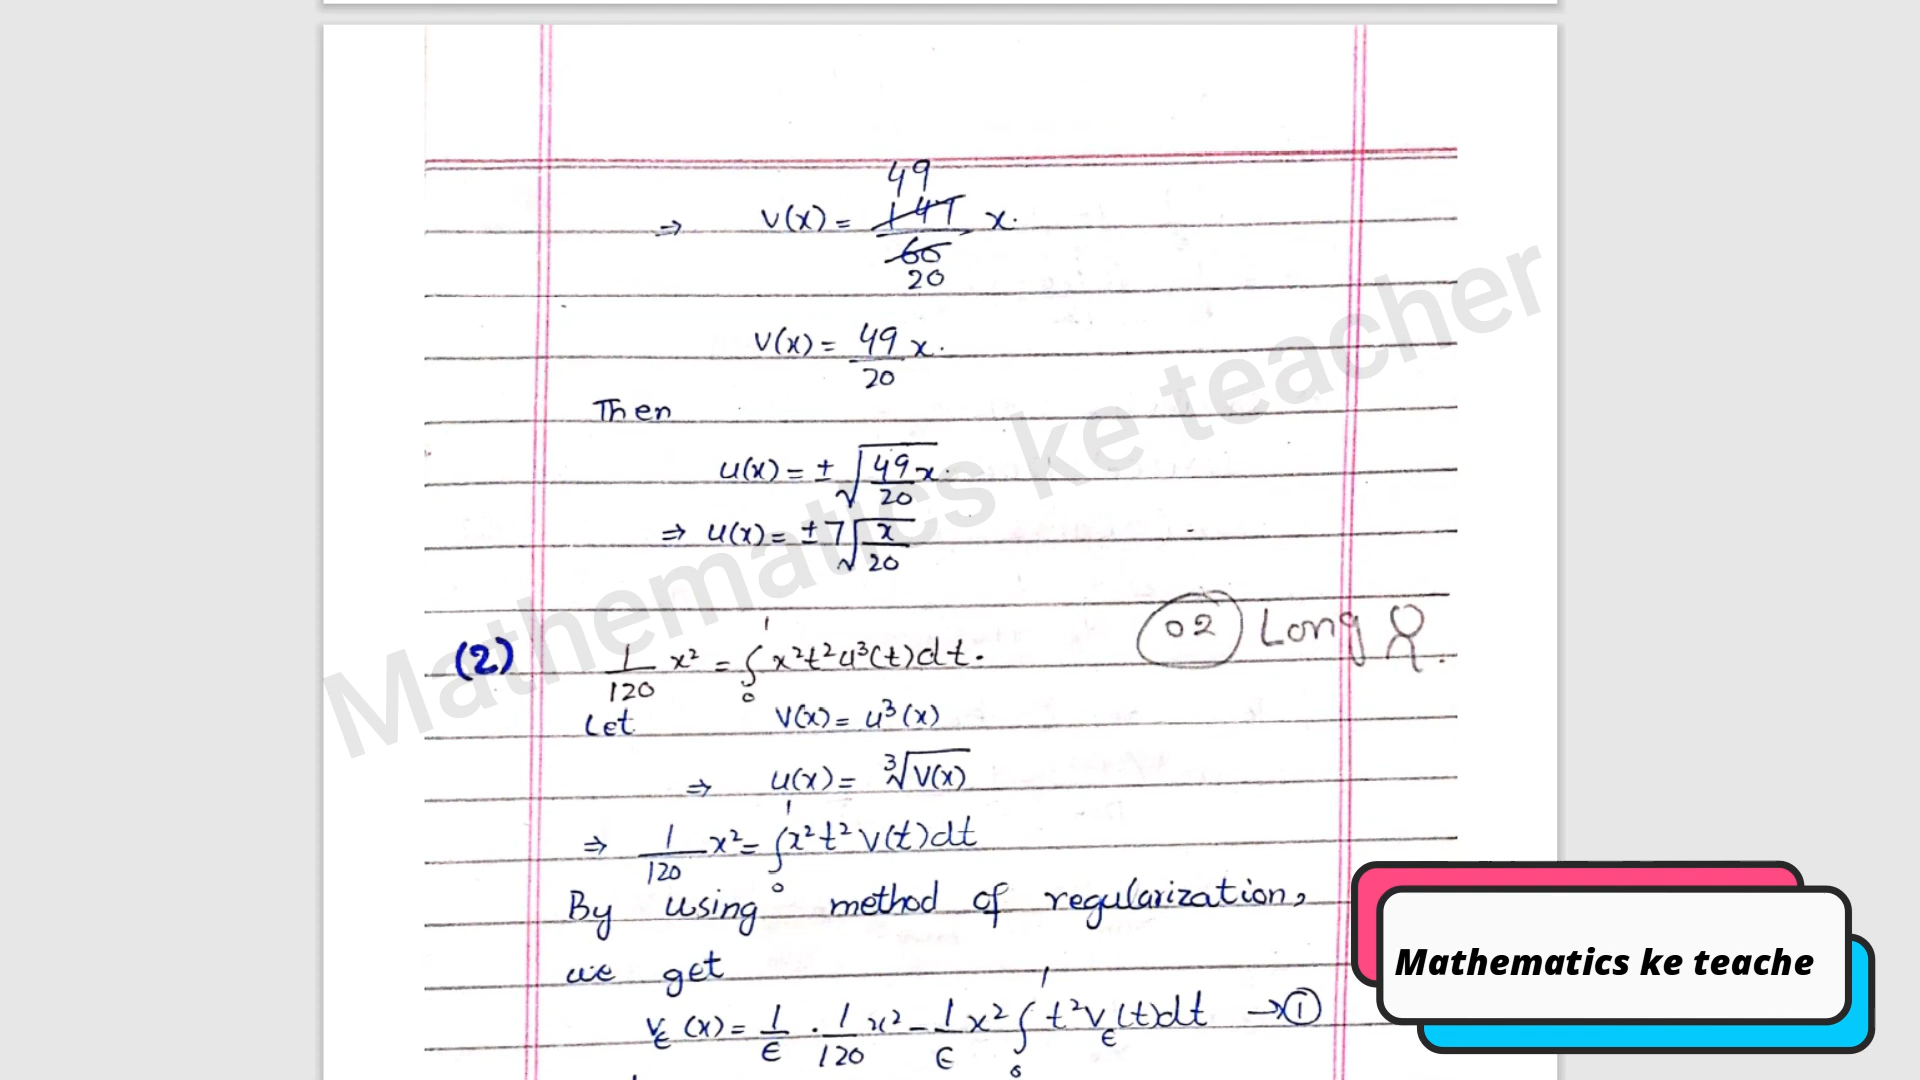 49
⇒ v(x) = 147/60 x.
20
v(x) = 49/20 x.
Then
u(x) = ± √(49/20 x).
⇒ u(x) = ± 7 √(x/20)
02 Long Q.
(2) 1/120 x² = ∫₀¹ x²t²u³(t)dt.
Let v(x) = u³(x)
⇒ u(x) = ³√v(x)
⇒ 1/120 x² = ∫₀¹ x²t² v(t)dt
By using method of regularization,
we get
v_ϵ(x) = 1/ϵ . 1/120 x² - 1/ϵ x² ∫₀¹ t²v_ϵ(t)dt → ①
Mathematics ke teacher
Mathematics ke teache